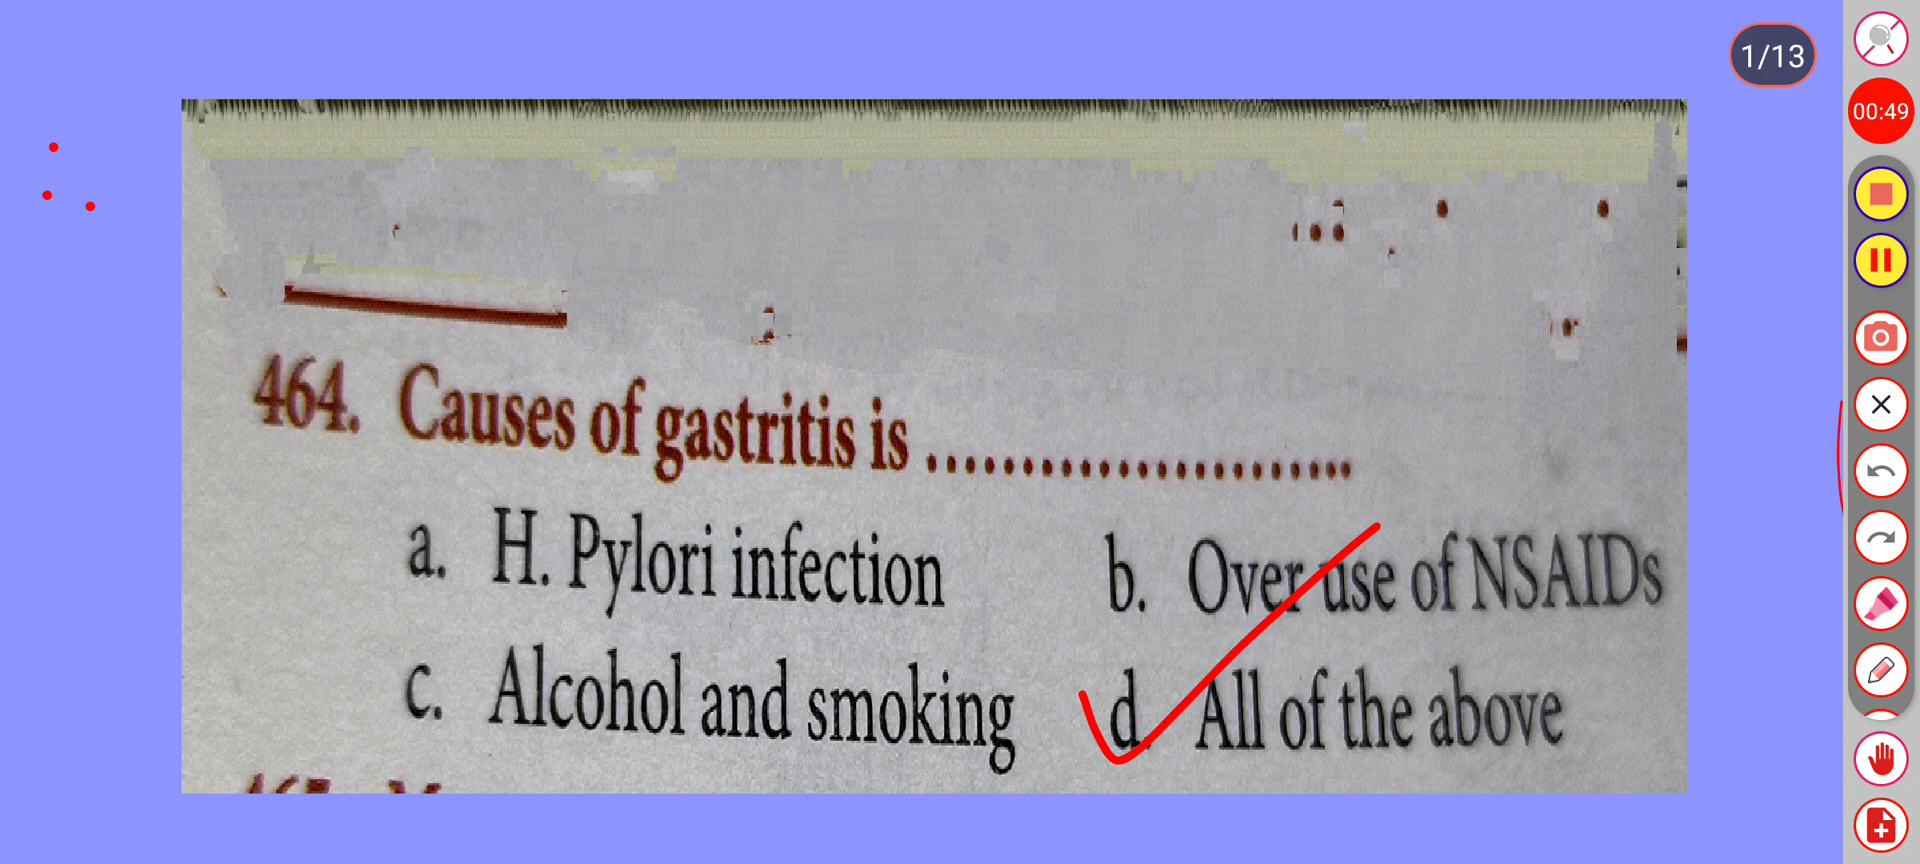 1/13
00:49
464. Causes of gastritis is ......................
a. H. Pylori infection b. Over use of NSAIDs
c. Alcohol and smoking d. All of the above